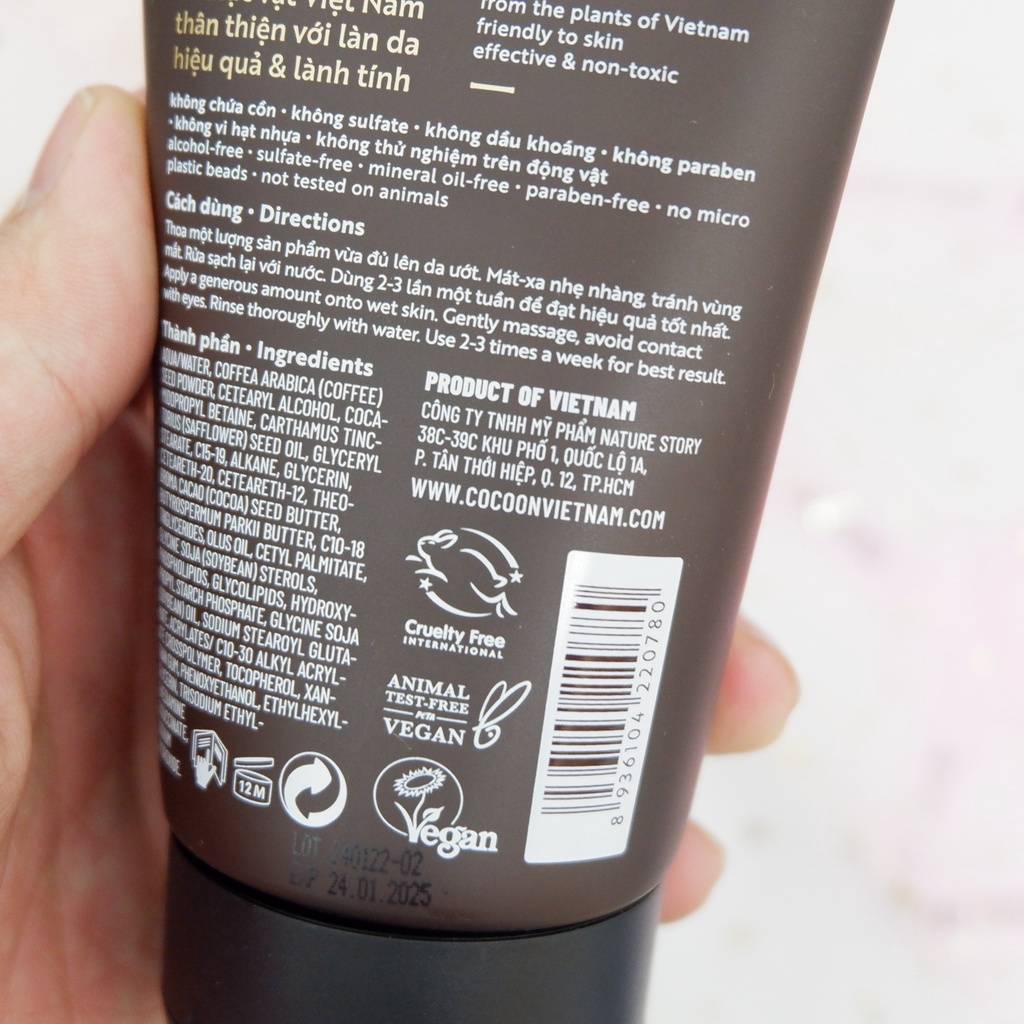 Việt Nam
thân thiện với làn da
hiệu quả & lành tính
from the plants of Vietnam
friendly to skin
effective & non-toxic
không chứa cồn • không sulfate • không dầu khoáng • không paraben
• không vi hạt nhựa • không thử nghiệm trên động vật
alcohol-free • sulfate-free • mineral oil-free • paraben-free • no micro
plastic beads • not tested on animals
Cách dùng • Directions
Thoa một lượng sản phẩm vừa đủ lên da ướt. Mát-xa nhẹ nhàng, tránh vùng
mắt. Rửa sạch lại với nước. Dùng 2-3 lần một tuần để đạt hiệu quả tốt nhất.
Apply a generous amount onto wet skin. Gently massage, avoid contact
with eyes. Rinse thoroughly with water. Use 2-3 times a week for best result.
Thành phần • Ingredients
AQUA/WATER, COFFEA ARABICA (COFFEE)
SEED POWDER, CETEARYL ALCOHOL, COCA-
BETAINE, CARTHAMUS TINC-
(SAFFLOWER) SEED OIL, GLYCERYL
C15-19, ALKANE, GLYCERIN,
CETEARETH-20, CETEARETH-12, THEO-
CACAO (COCOA) SEED BUTTER,
PARKII BUTTER, C10-18
OLUS OIL, CETYL PALMITATE,
SOJA (SOYBEAN) STEROLS,
GLYCOLIPIDS, HYDROXY-
STARCH PHOSPHATE, GLYCINE SOJA
OIL, SODIUM STEAROYL GLUTA-
ACRYLATES/ C10-30 ALKYL ACRYL-
TOCOPHEROL, XAN-
PHENOXYETHANOL, ETHYLHEXYL-
TRISODIUM ETHYL-
PRODUCT OF VIETNAM
CÔNG TY TNHH MỸ PHẨM NATURE STORY
38C-39C KHU PHỐ 1, QUỐC LỘ 1A,
P. TÂN THỚI HIỆP, Q. 12, TP.HCM
WWW.COCOONVIETNAM.COM
Cruelty Free
INTERNATIONAL
ANIMAL
TEST-FREE
PETA
VEGAN
12 M
Vegan
8 936104 220780
LOT 240122-02
EXP 24.01.2025